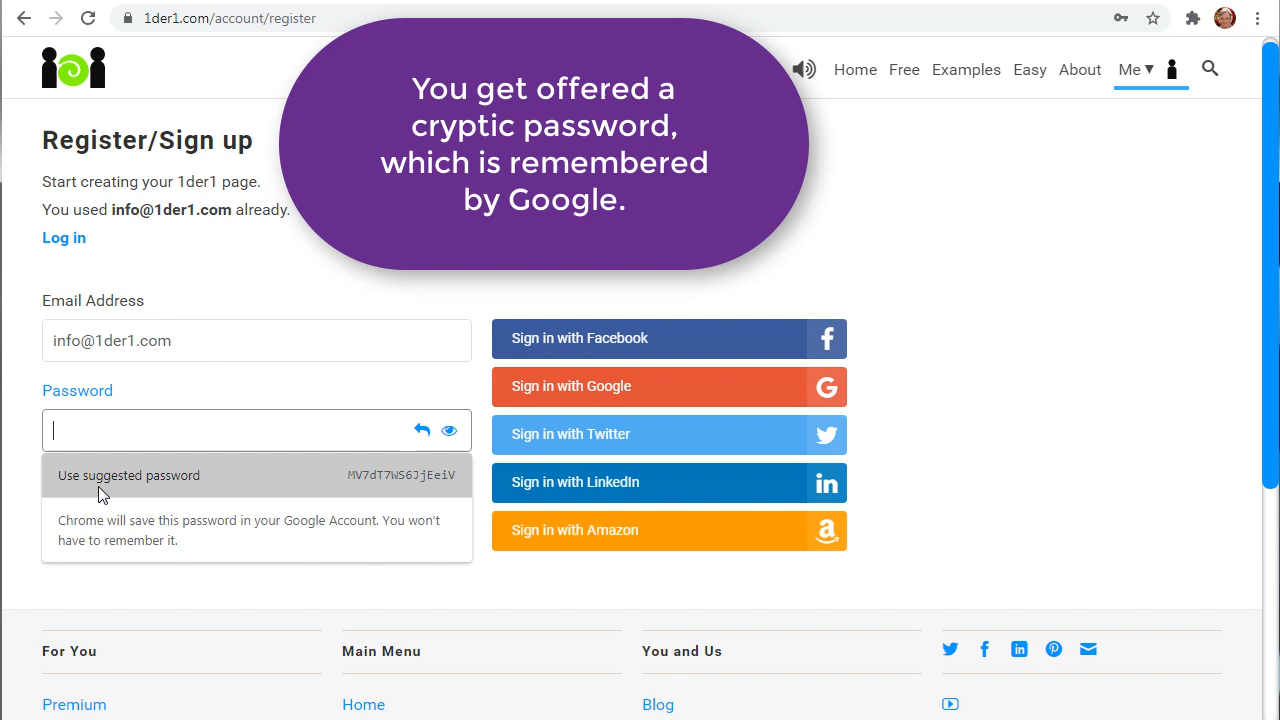 1der1.com/account/register
You get offered a
cryptic password,
which is remembered
by Google.
Home Free Examples Easy About Me ▼
Register/Sign up
Start creating your 1der1 page.
You used info@1der1.com already.
Log in
Email Address
info@1der1.com
Password
Use suggested password MV7dT7WS6JjEeiV
Chrome will save this password in your Google Account. You won't
have to remember it.
Sign in with Facebook
Sign in with Google
Sign in with Twitter
Sign in with LinkedIn
Sign in with Amazon
For You
Main Menu
You and Us
Premium
Home
Blog